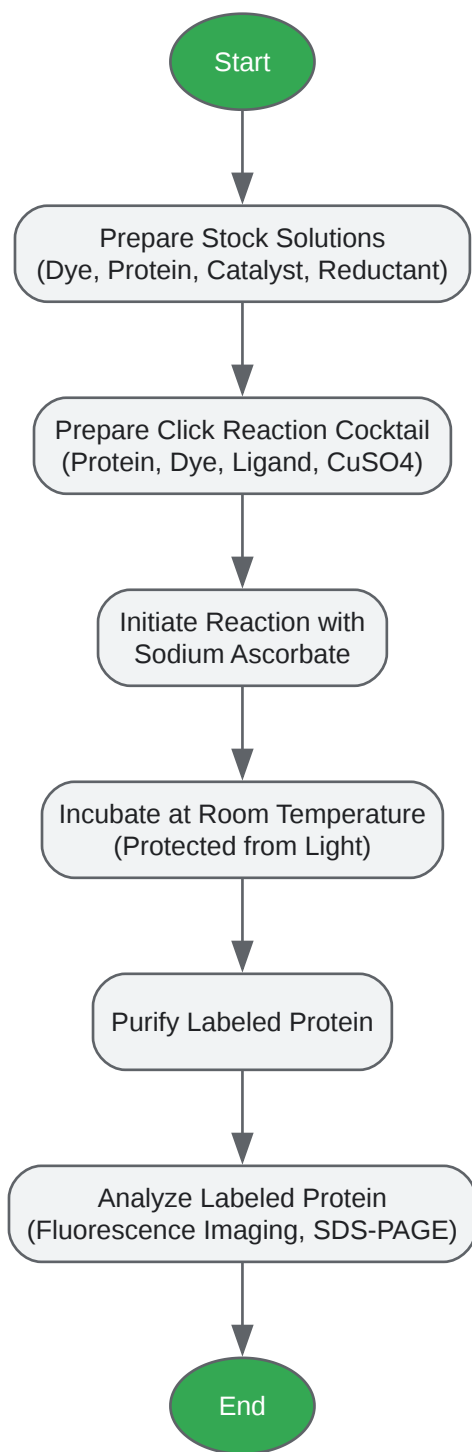 Start
Prepare Stock Solutions
(Dye, Protein, Catalyst, Reductant)
Prepare Click Reaction Cocktail
(Protein, Dye, Ligand, CuSO4)
Initiate Reaction with
Sodium Ascorbate
Incubate at Room Temperature
(Protected from Light)
Purify Labeled Protein
Analyze Labeled Protein
(Fluorescence Imaging, SDS-PAGE)
End